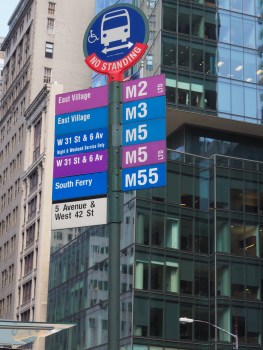 NO STANDING
East Village M2 LTD
East Village M3
W 31 St & 6 Av M5
Night & Weekend Service Only
W 31 St & 6 Av M5 LTD
South Ferry M55
5 Avenue &
West 42 St